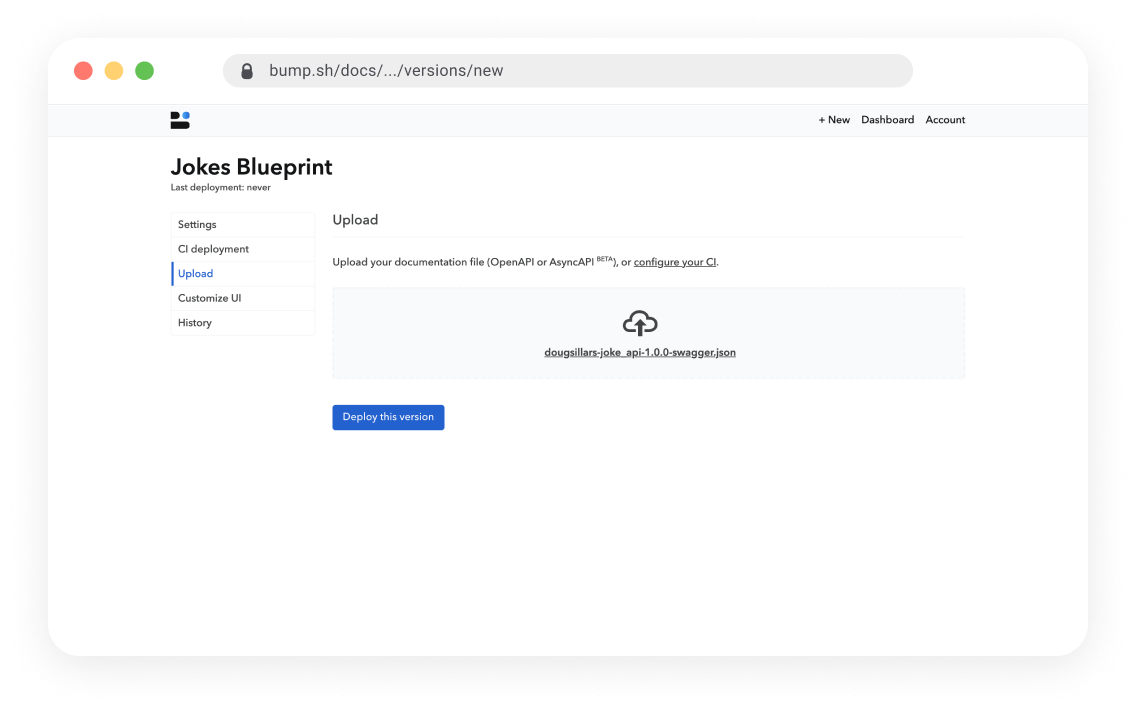 bump.sh/docs/.../versions/new
+ New Dashboard Account
Jokes Blueprint
Last deployment: never
Settings
CI deployment
Upload
Customize UI
History
Upload
Upload your documentation file (OpenAPI or AsyncAPI BETA), or configure your CI.
dougsillars-joke_api-1.0.0-swagger.json
Deploy this version